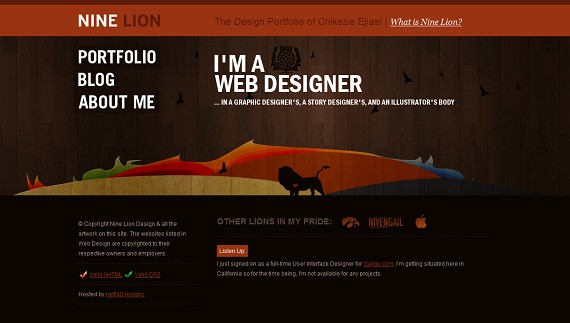 NINE LION
The Design Portfolio of Chikezie Ejiasi | What is Nine Lion?
PORTFOLIO
BLOG
ABOUT ME
I'M A
WEB DESIGNER
... IN A GRAPHIC DESIGNER'S, A STORY DESIGNER'S, AND AN ILLUSTRATOR'S BODY
© Copyright Nine Lion Design & all the
artwork on this site. The websites listed in
Web Design are copyrighted to their
respective owners and employers.
Valid XHTML Valid CSS
Hosted by
OTHER LIONS IN MY PRIDE:
NIVENGAIL
Listen Up
I just signed on as a full-time User Interface Designer for I'm getting situated here in
California so for the time being, I'm not available for any projects.